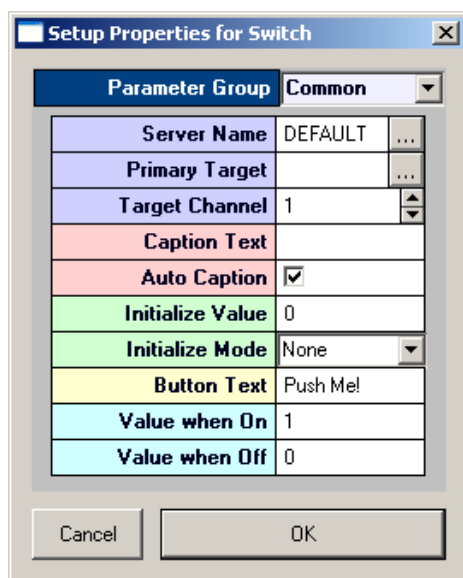 Setup Properties for Switch
Parameter Group Common
Server Name DEFAULT ...
Primary Target ...
Target Channel 1
Caption Text
Auto Caption
Initialize Value 0
Initialize Mode None
Button Text Push Me!
Value when On 1
Value when Off 0
Cancel OK